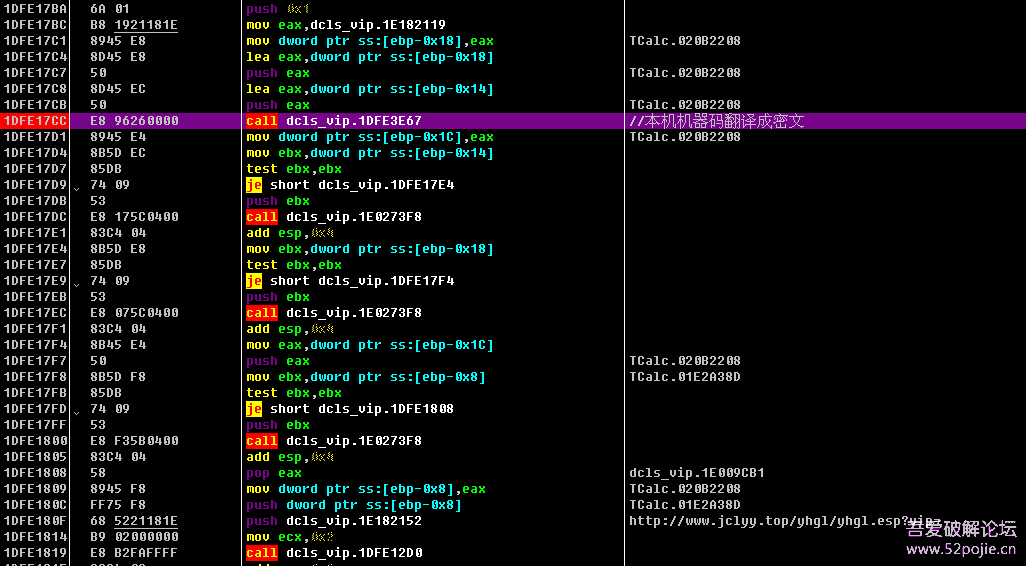 1DFE17BA 6A 01 push 0x1
1DFE17BC B8 1921181E mov eax,dcls_vip.1E182119
1DFE17C1 8945 E8 mov dword ptr ss:[ebp-0x18],eax TCalc.020B2208
1DFE17C4 8D45 E8 lea eax,dword ptr ss:[ebp-0x18]
1DFE17C7 50 push eax TCalc.020B2208
1DFE17C8 8D45 EC lea eax,dword ptr ss:[ebp-0x14]
1DFE17CB 50 push eax TCalc.020B2208
1DFE17CC E8 96260000 call dcls_vip.1DFE3E67 //本机机器码翻译成密文
1DFE17D1 8945 E4 mov dword ptr ss:[ebp-0x1C],eax TCalc.020B2208
1DFE17D4 8B5D EC mov ebx,dword ptr ss:[ebp-0x14]
1DFE17D7 85DB test ebx,ebx
1DFE17D9 74 09 je short dcls_vip.1DFE17E4
1DFE17DB 53 push ebx
1DFE17DC E8 175C0400 call dcls_vip.1E0273F8
1DFE17E1 83C4 04 add esp,0x4
1DFE17E4 8B5D E8 mov ebx,dword ptr ss:[ebp-0x18]
1DFE17E7 85DB test ebx,ebx
1DFE17E9 74 09 je short dcls_vip.1DFE17F4
1DFE17EB 53 push ebx
1DFE17EC E8 075C0400 call dcls_vip.1E0273F8
1DFE17F1 83C4 04 add esp,0x4
1DFE17F4 8B45 E4 mov eax,dword ptr ss:[ebp-0x1C]
1DFE17F7 50 push eax TCalc.020B2208
1DFE17F8 8B5D F8 mov ebx,dword ptr ss:[ebp-0x8] TCalc.01E2A38D
1DFE17FB 85DB test ebx,ebx
1DFE17FD 74 09 je short dcls_vip.1DFE1808
1DFE17FF 53 push ebx
1DFE1800 E8 F35B0400 call dcls_vip.1E0273F8
1DFE1805 83C4 04 add esp,0x4
1DFE1808 58 pop eax dcls_vip.1E009CB1
1DFE1809 8945 F8 mov dword ptr ss:[ebp-0x8],eax TCalc.020B2208
1DFE180C FF75 F8 push dword ptr ss:[ebp-0x8] TCalc.01E2A38D
1DFE180F 68 5221181E push dcls_vip.1E182152 http://www.jclyy.top/yhgl/yhgl.esp?vip=
1DFE1814 B9 02000000 mov ecx,0x2
1DFE1819 E8 B2FAFFFF call dcls_vip.1DFE12D0
吾爱破解论坛
www.52pojie.cn